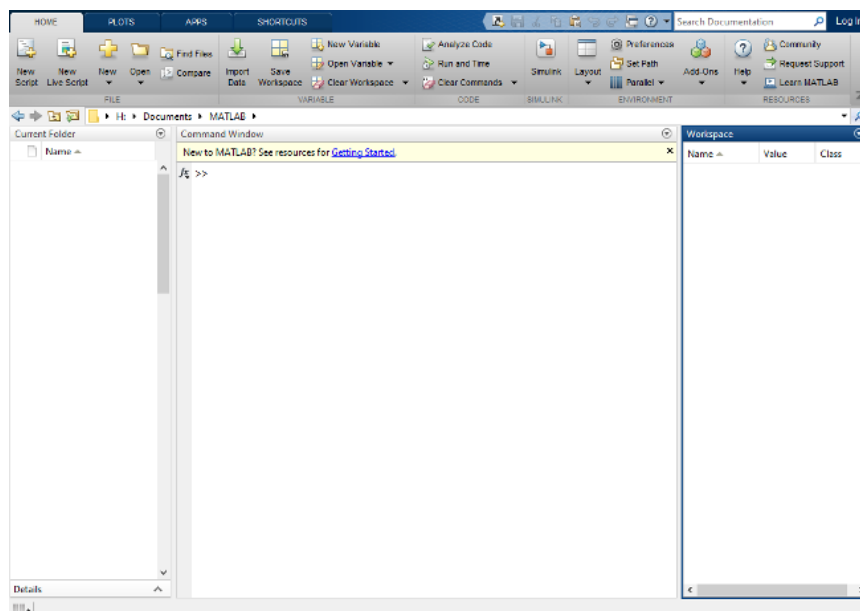 HOME PLOTS APPS SHORTCUTS Search Documentation Log In
New Script New Live Script New Open Find Files Compare Import Data Save Workspace New Variable Open Variable Clear Workspace Analyze Code Run and Time Clear Commands Simulink Layout Preferences Set Path Parallel Add-Ons Help Community Request Support Learn MATLAB
FILE VARIABLE CODE SIMULINK ENVIRONMENT RESOURCES
H: Documents MATLAB
Current Folder Command Window Workspace
Name New to MATLAB? See resources for Getting Started. Name Value Class
fx >>
Details